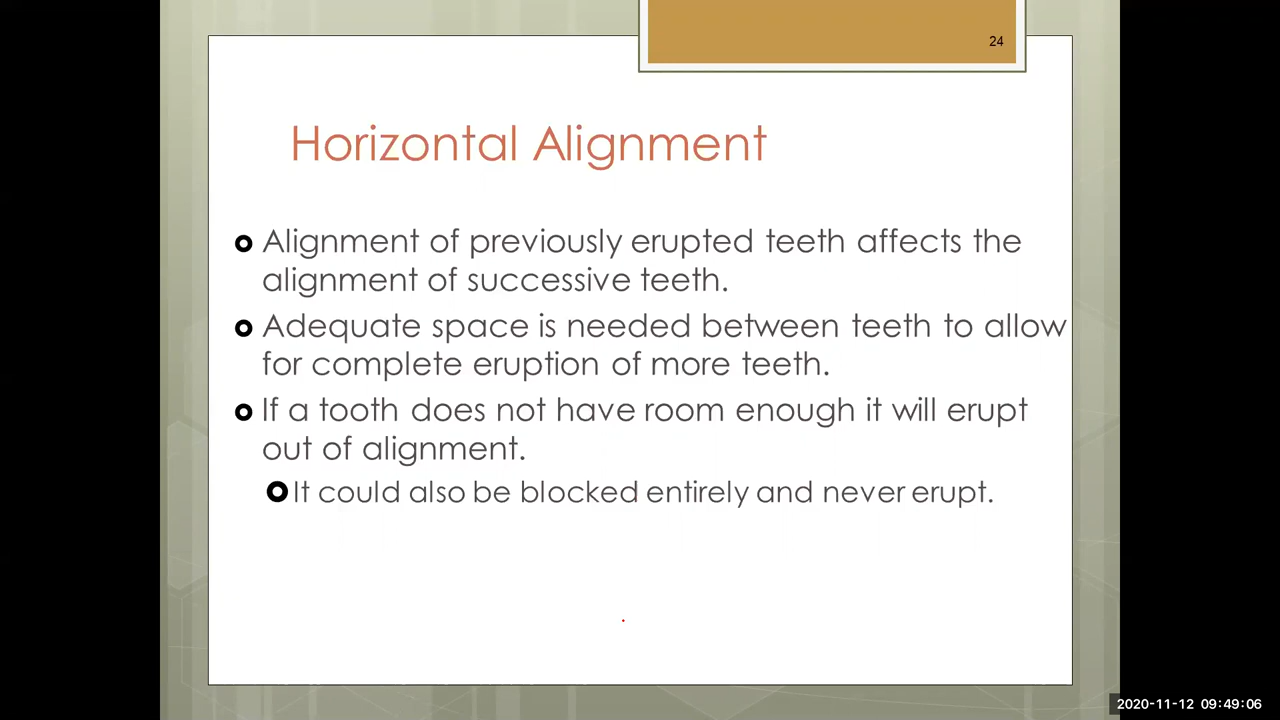 24
Horizontal Alignment
Alignment of previously erupted teeth affects the
alignment of successive teeth.
Adequate space is needed between teeth to allow
for complete eruption of more teeth.
If a tooth does not have room enough it will erupt
out of alignment.
It could also be blocked entirely and never erupt.
2020-11-12 09:49:06